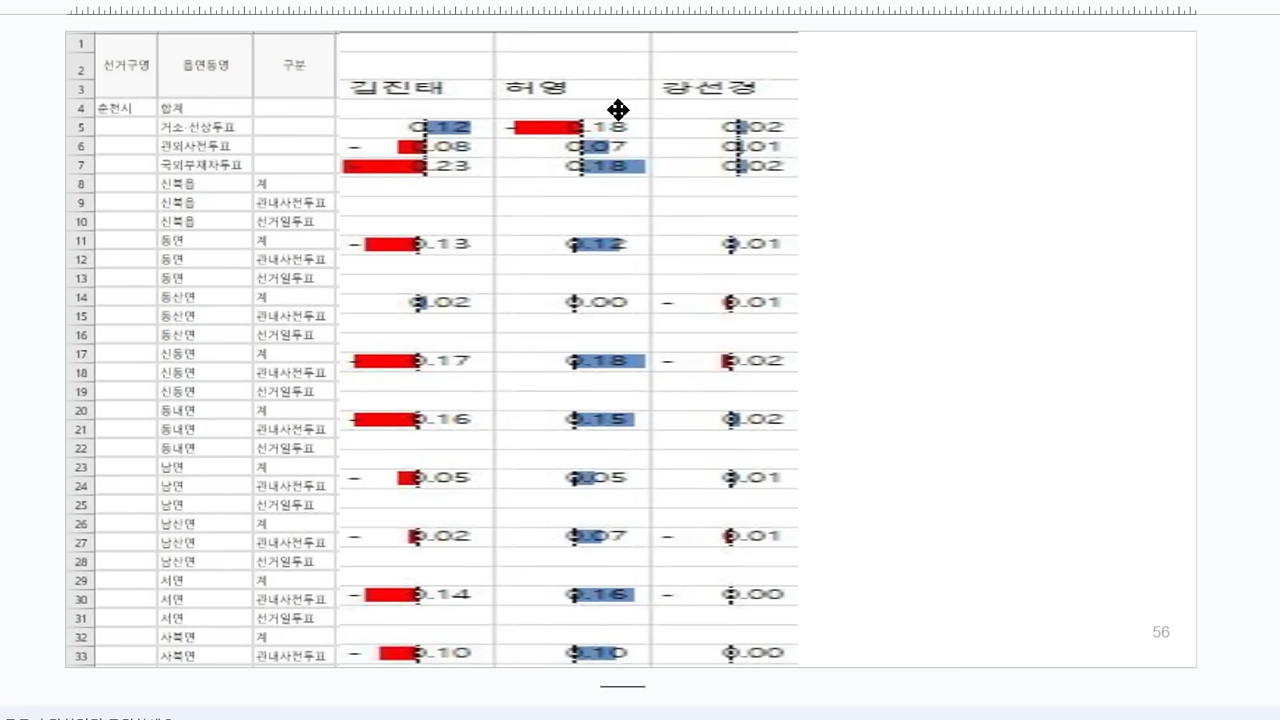 1
2 선거구명 읍면동명 구분
3 김진태 허영 강선경
4 춘천시 합계
5 거소·선상투표 0.12 - 0.18 0.02
6 관외사전투표 - 0.08 0.07 0.01
7 국외부재자투표 0.23 0.18 0.02
8 신북읍 계
9 신북읍 관내사전투표
10 신북읍 선거일투표
11 동면 계 - 0.13 0.12 0.01
12 동면 관내사전투표
13 동면 선거일투표
14 동산면 계 0.02 0.00 - 0.01
15 동산면 관내사전투표
16 동산면 선거일투표
17 신동면 계 - 0.17 0.18 - 0.02
18 신동면 관내사전투표
19 신동면 선거일투표
20 동내면 계 - 0.16 0.15 0.02
21 동내면 관내사전투표
22 동내면 선거일투표
23 남면 계
24 남면 관내사전투표 - 0.05 0.05 0.01
25 남면 선거일투표
26 남산면 계
27 남산면 관내사전투표 - 0.02 0.07 - 0.01
28 남산면 선거일투표
29 서면 계
30 서면 관내사전투표 - 0.14 0.16 - 0.00
31 서면 선거일투표
32 사북면 계
33 사북면 관내사전투표 - 0.10 0.10 0.00
56